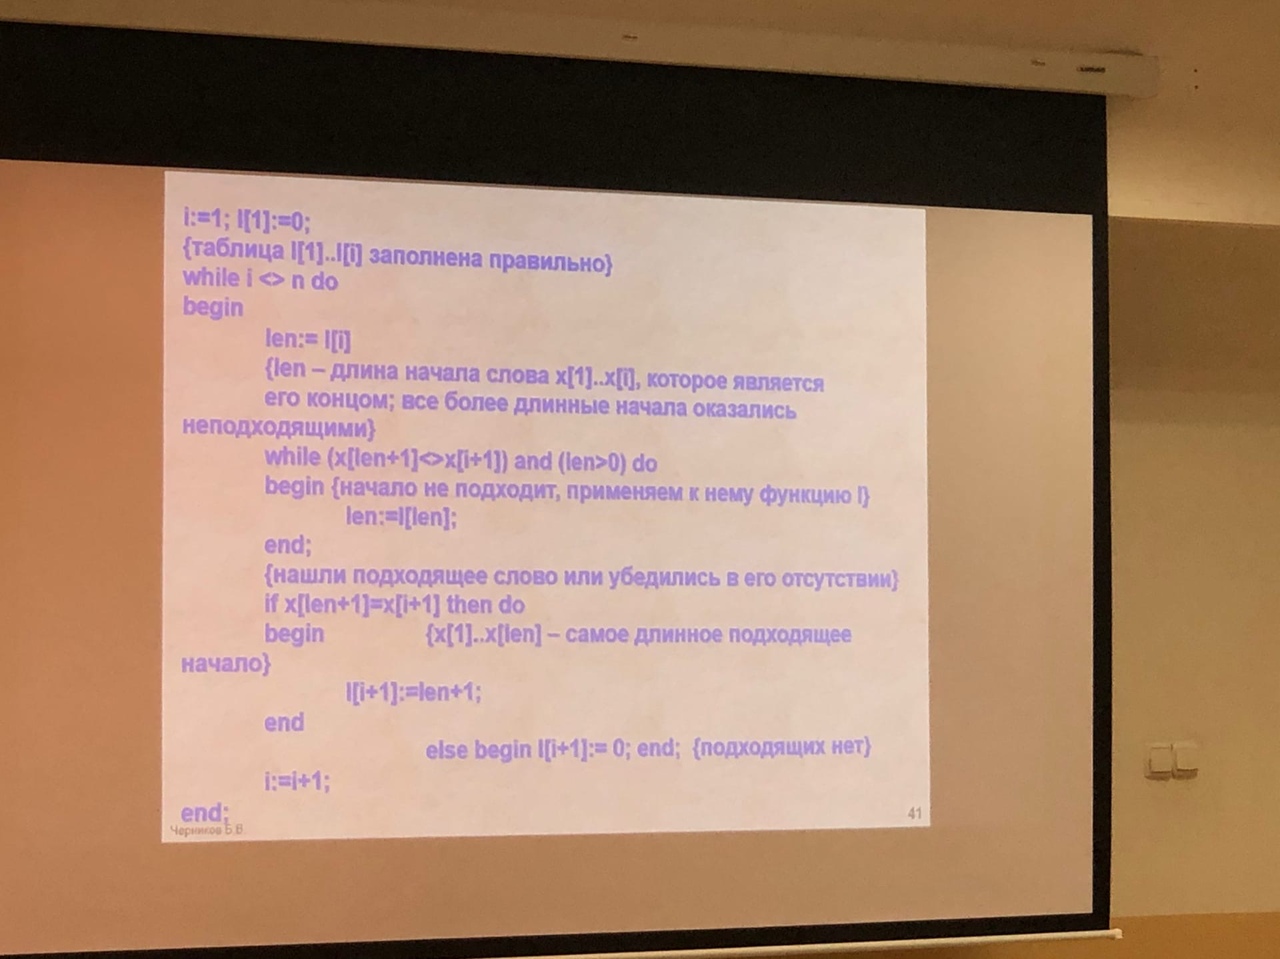 i:=1; l[1]:=0;
{таблица l[1]..l[i] заполнена правильно}
while i <> n do
begin
len:= l[i]
{len – длина начала слова x[1]..x[i], которое является
его концом; все более длинные начала оказались
неподходящими}
while (x[len+1]<>x[i+1]) and (len>0) do
begin {начало не подходит, применяем к нему функцию l}
len:=l[len];
end;
{нашли подходящее слово или убедились в его отсутствии}
if x[len+1]=x[i+1] then do
begin {x[1]..x[len] – самое длинное подходящее
начало}
l[i+1]:=len+1;
end
else begin l[i+1]:= 0; end; {подходящих нет}
i:=i+1;
end;
Черников Б.В.
41